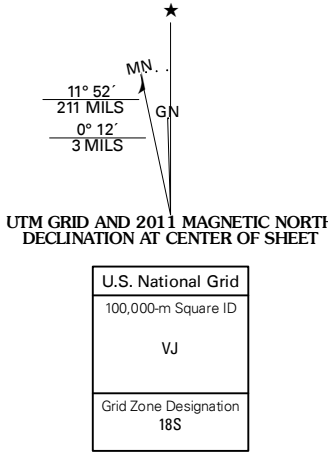 ★
MN
11° 52´
211 MILS
GN
0° 12´
3 MILS
UTM GRID AND 2011 MAGNETIC NORTH
DECLINATION AT CENTER OF SHEET
U.S. National Grid
100,000-m Square ID
VJ
Grid Zone Designation
18S